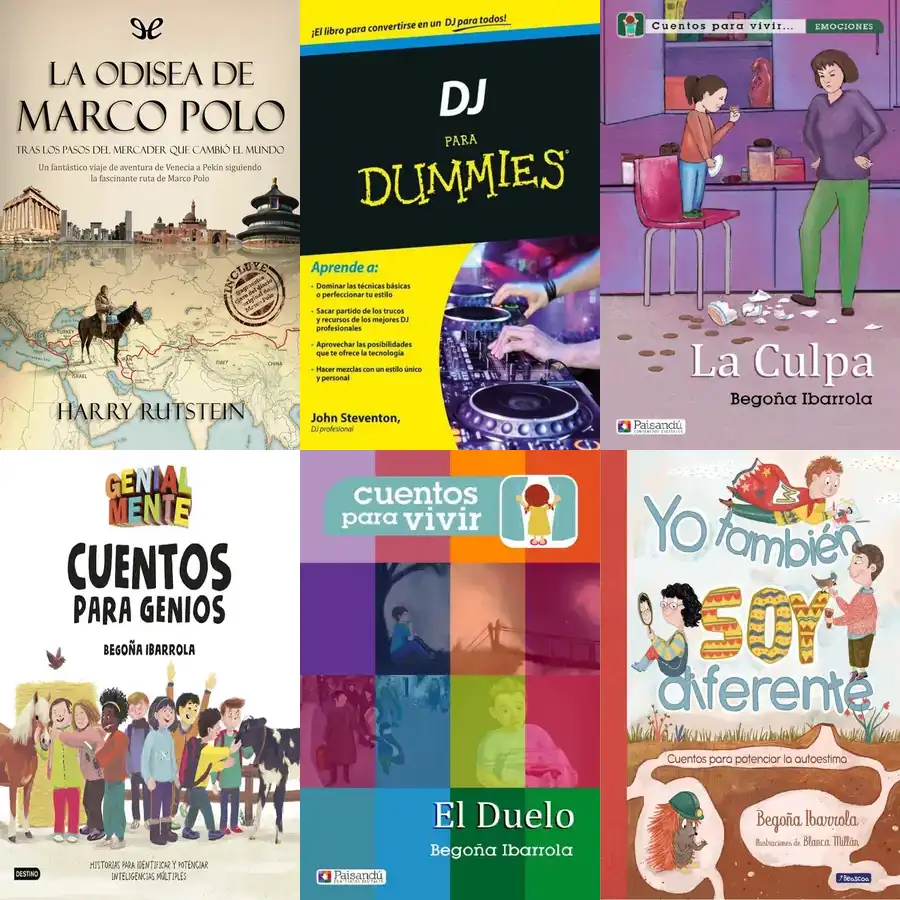 LA ODISEA DE
MARCO POLO
TRAS LOS PASOS DEL MERCADER QUE CAMBIÓ EL MUNDO
Un fantástico viaje de aventura de Venecia a Pekín siguiendo
la fascinante ruta de Marco Polo
INCLUYE
TURKEY
ISRAEL
TIBET
CHINA
HARRY RUTSTEIN
¡El libro para convertirse en un DJ para todos!
DJ
PARA
DUMMIES®
Aprende a:
• Dominar las técnicas básicas
o perfeccionar tu estilo
• Sacar partido de los trucos
y recursos de los mejores DJ
profesionales
• Aprovechar las posibilidades
que te ofrece la tecnología
• Hacer mezclas con un estilo único
y personal
John Steventon,
DJ profesional
Cuentos para vivir...
EMOCIONES
La Culpa
Begoña Ibarrola
Paisandú
GENIAL
MENTE
CUENTOS
PARA GENIOS
BEGOÑA IBARROLA
HISTORIAS PARA IDENTIFICAR Y POTENCIAR
INTELIGENCIAS MÚLTIPLES
DESTINO
cuentos
para vivir
El Duelo
Begoña Ibarrola
Paisandú
Yo también
SOY
diferente
Cuentos para potenciar la autoestima
Begoña Ibarrola
Ilustraciones de Blanca Millán
Beascoa